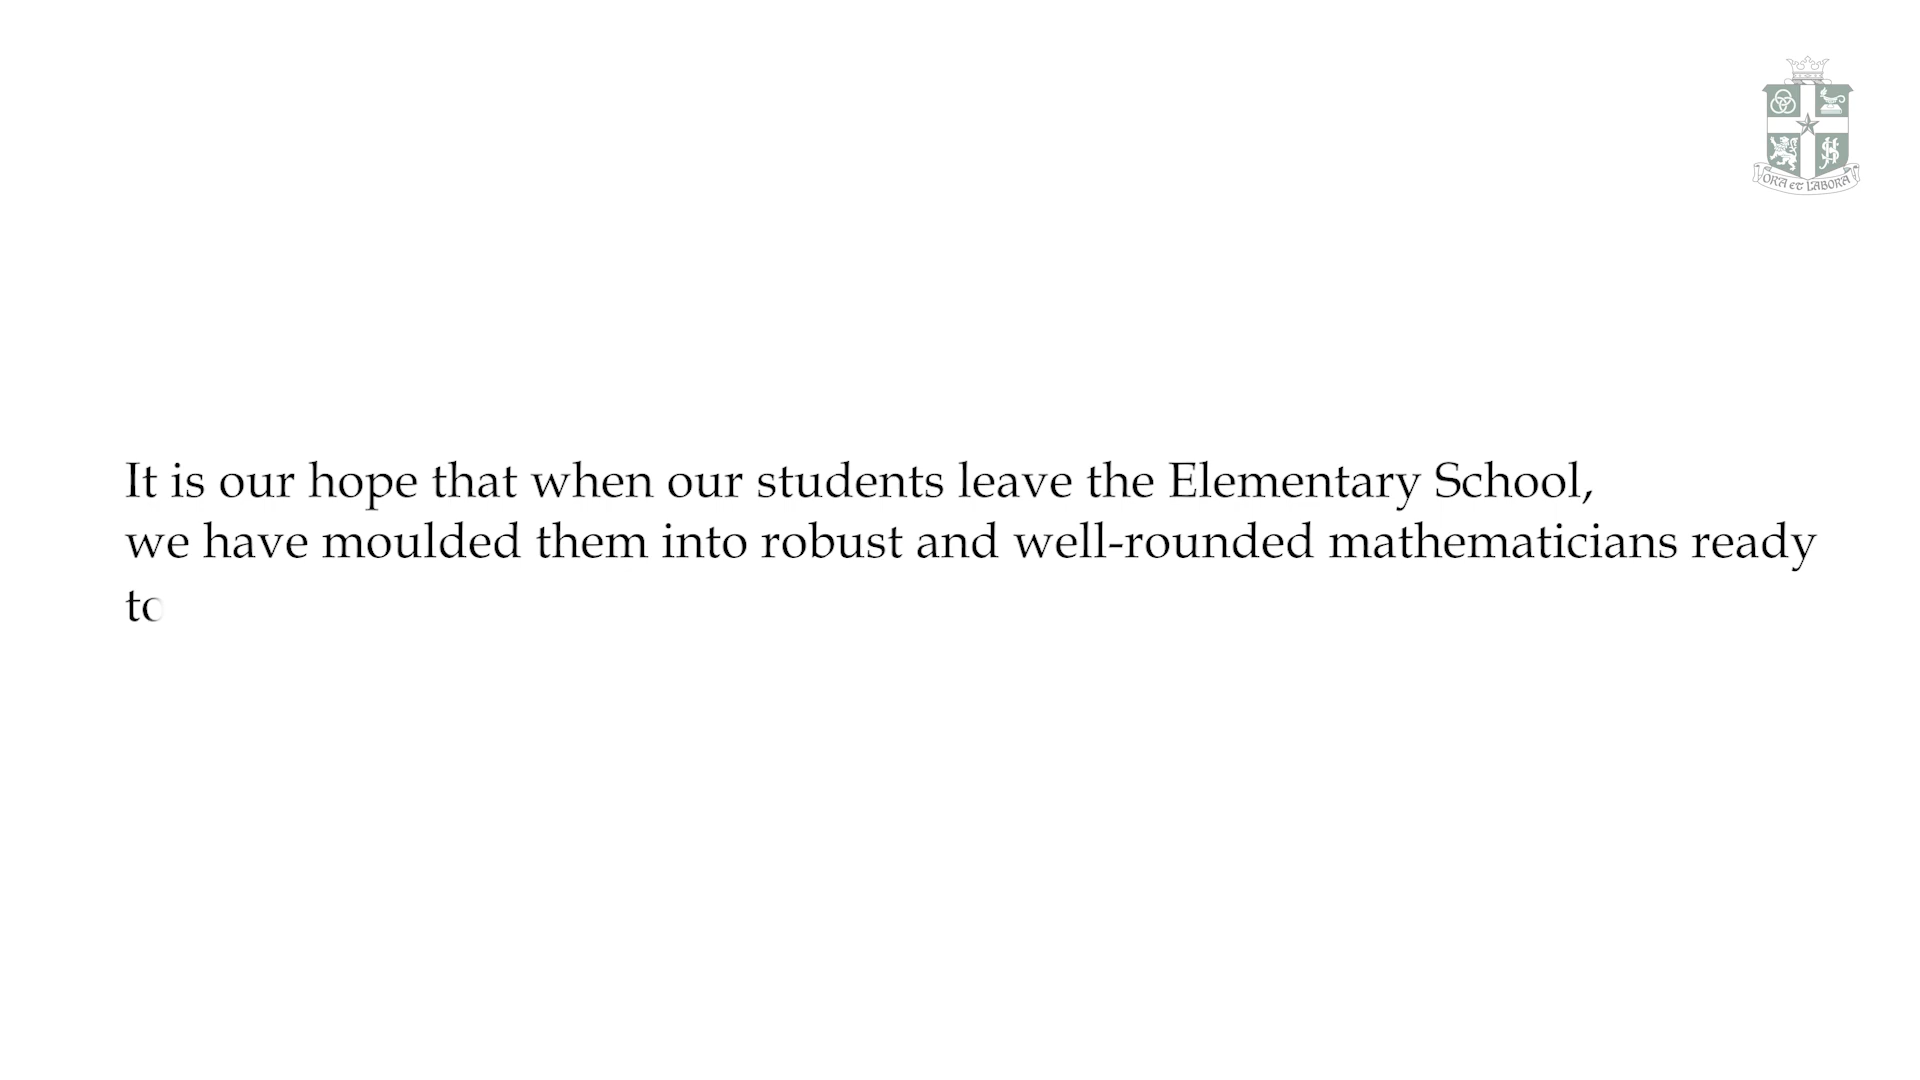 ORA ET LABORA
It is our hope that when our students leave the Elementary School,
we have moulded them into robust and well-rounded mathematicians ready
to